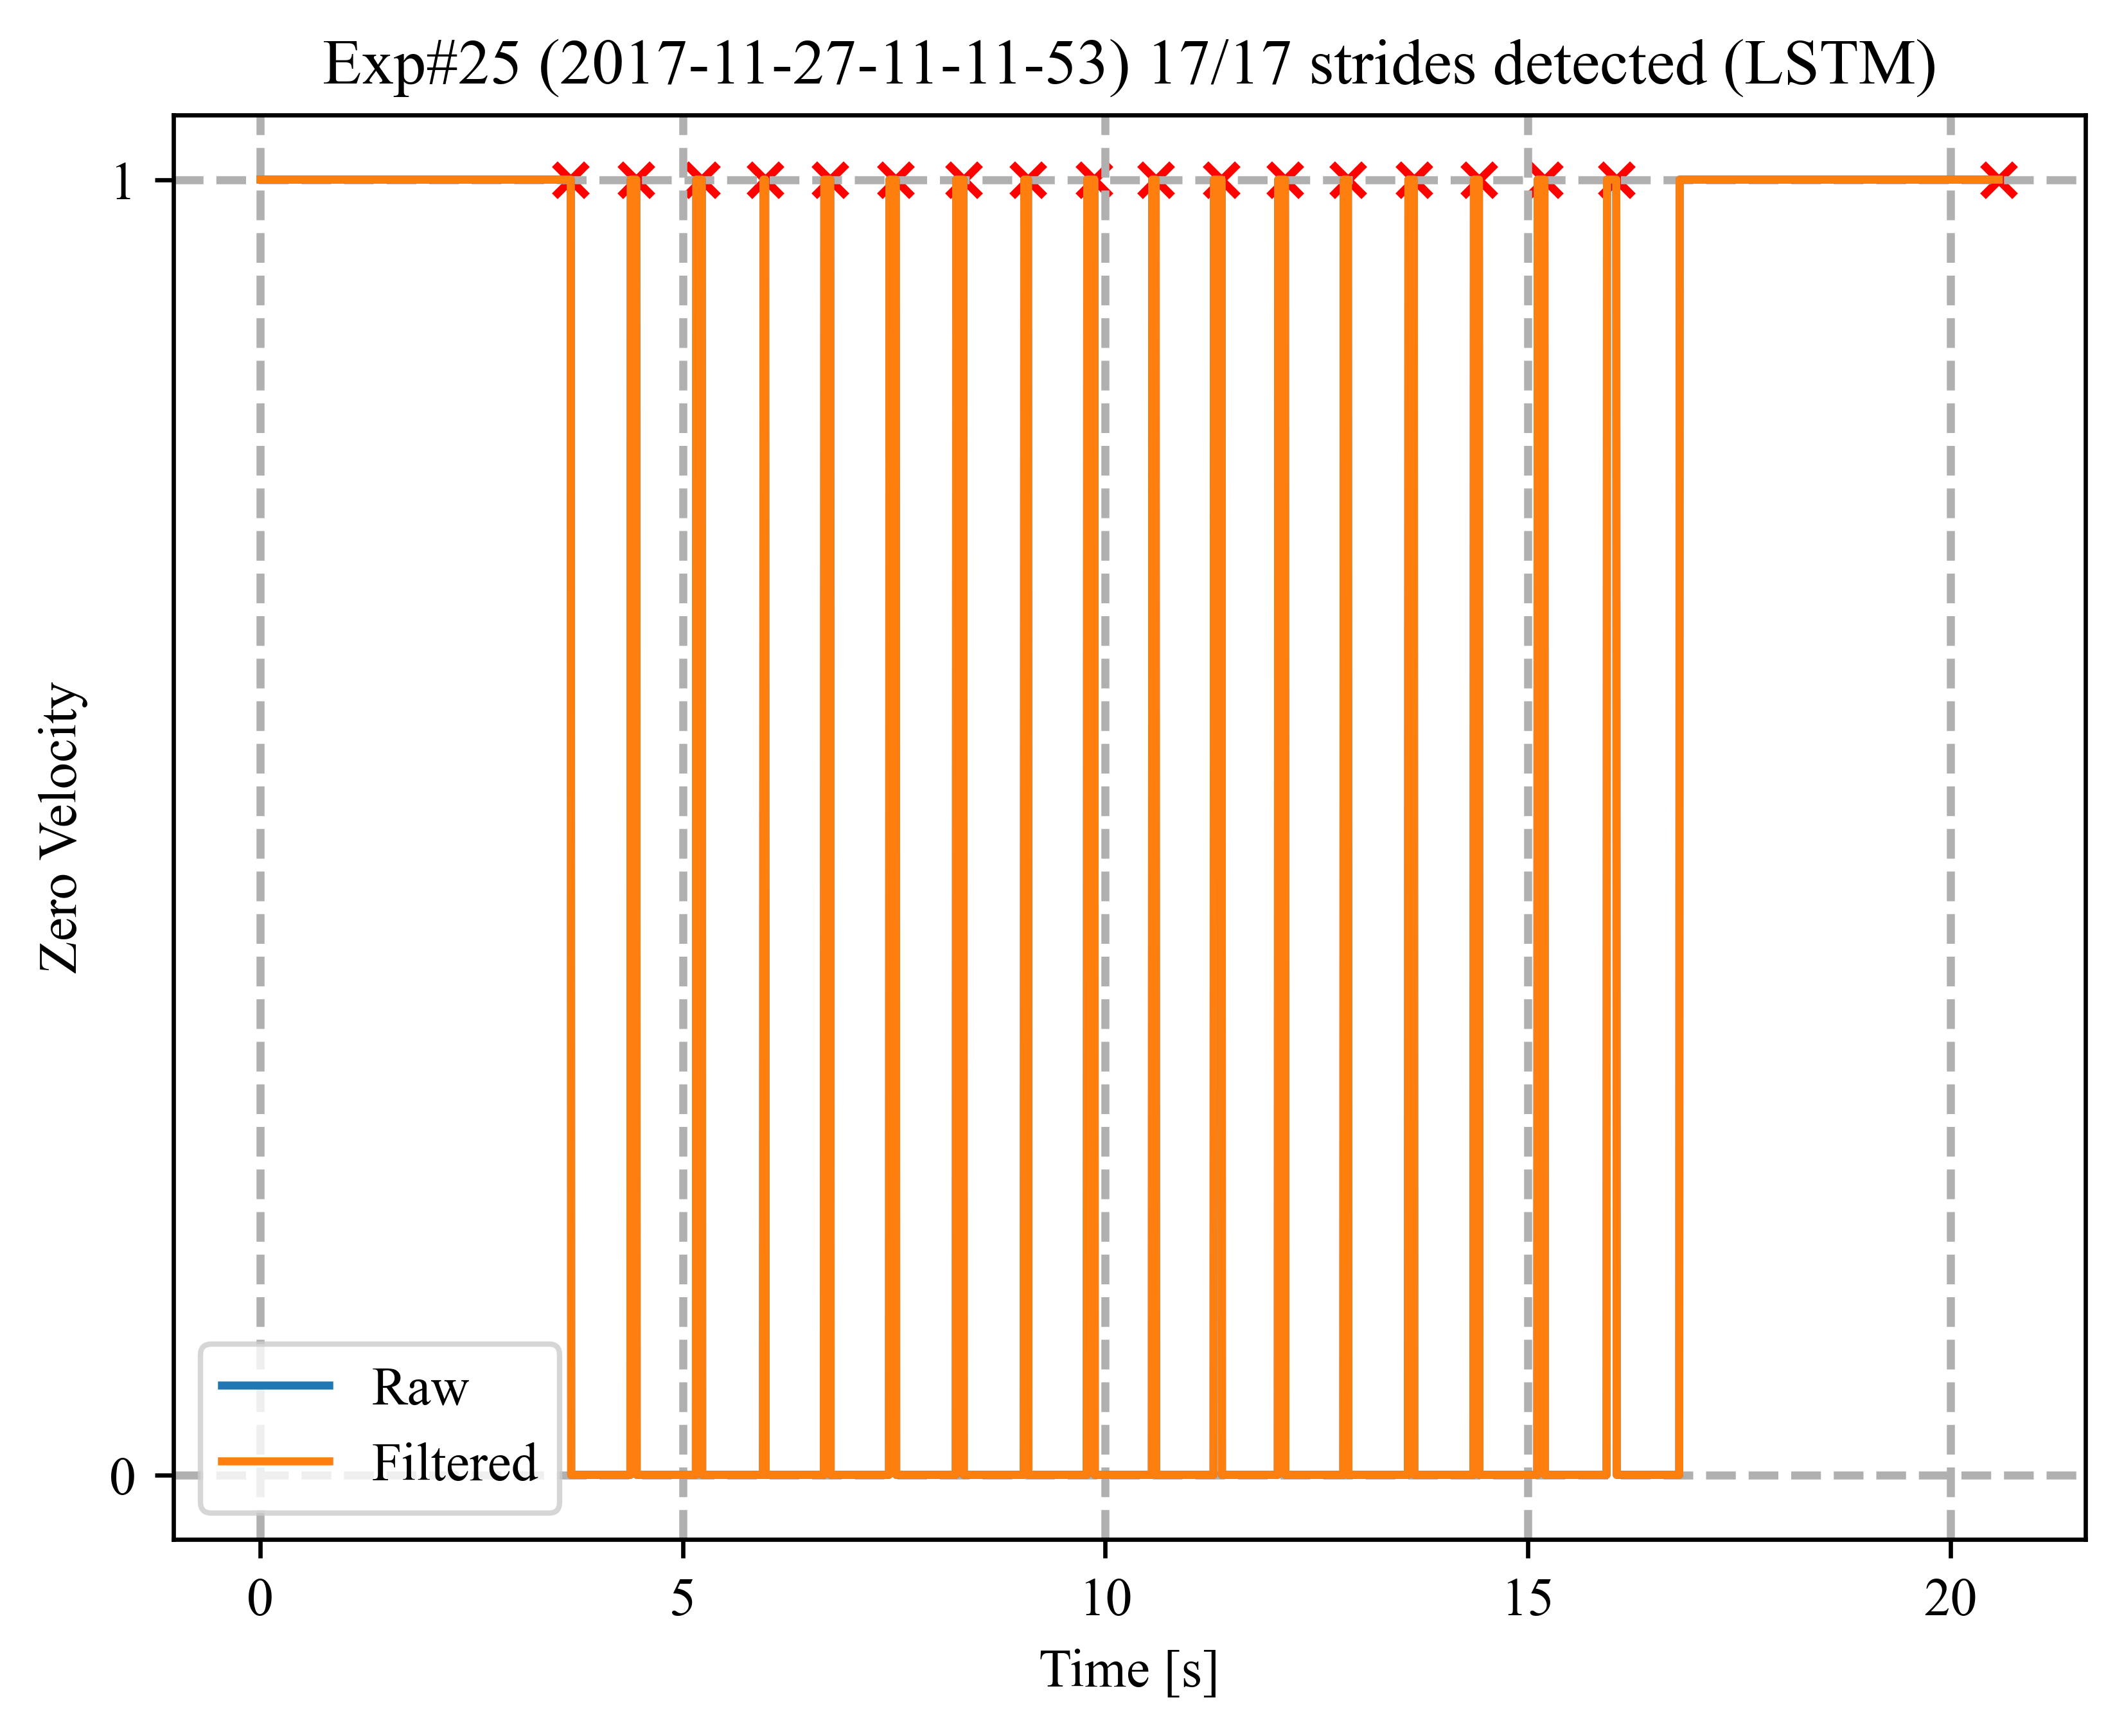 Exp#25 (2017-11-27-11-11-53) 17/17 strides detected (LSTM)
1
Zero Velocity
Raw
Filtered
0
0 5 10 15 20
Time [s]